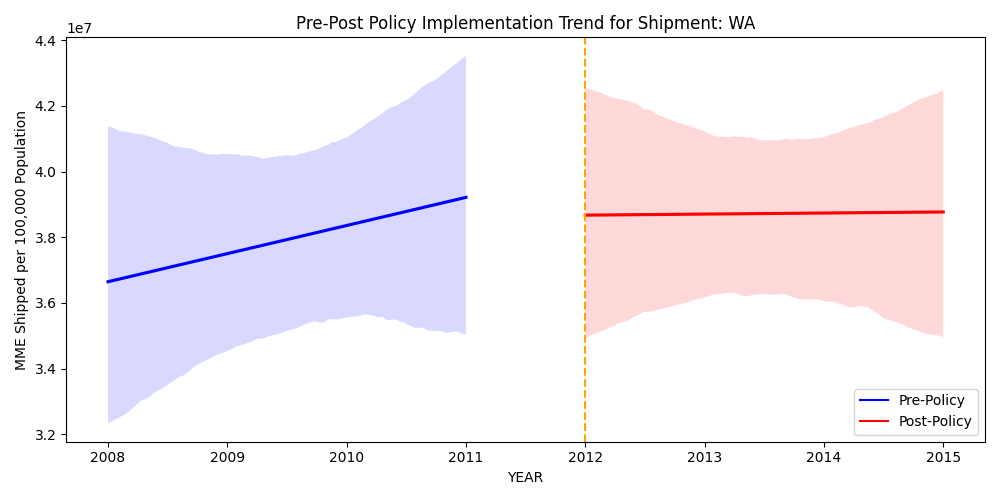 Pre-Post Policy Implementation Trend for Shipment: WA
1e7
4.4
4.2
4.0
3.8
3.6
3.4
3.2
MME Shipped per 100,000 Population
2008 2009 2010 2011 2012 2013 2014 2015
YEAR
Pre-Policy
Post-Policy